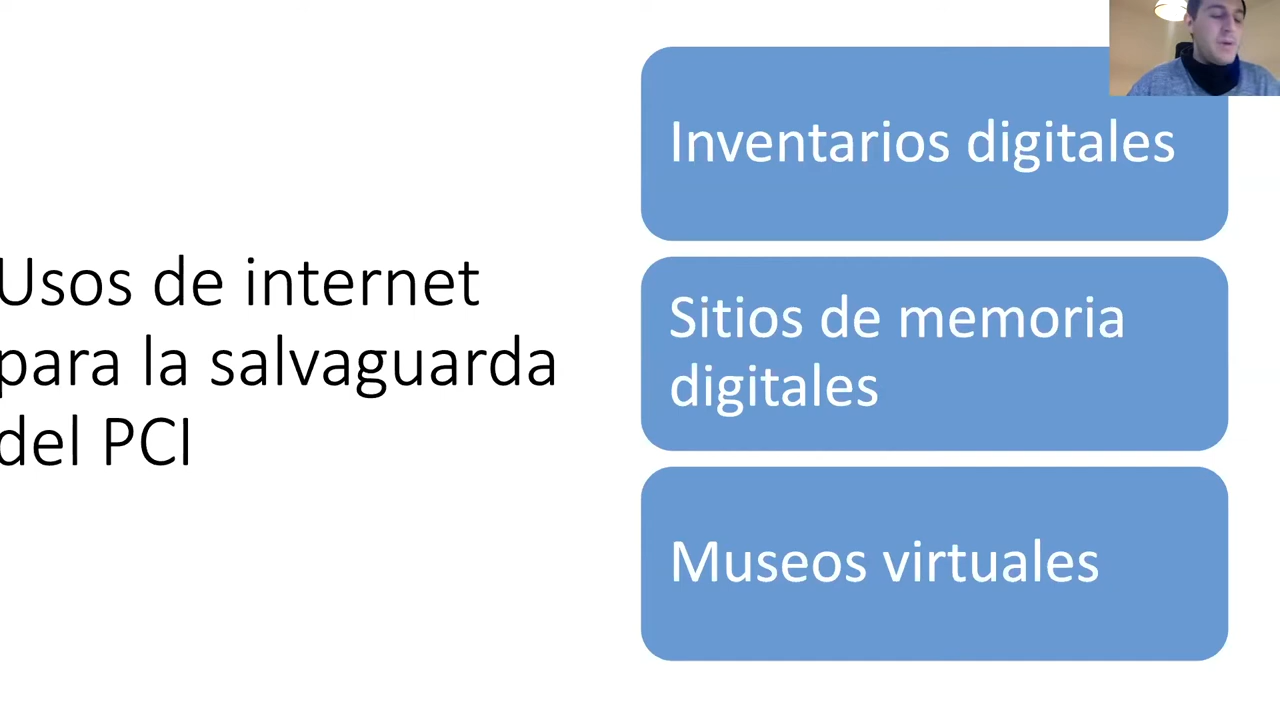 Usos de internet
para la salvaguarda
del PCI
Inventarios digitales
Sitios de memoria
digitales
Museos virtuales